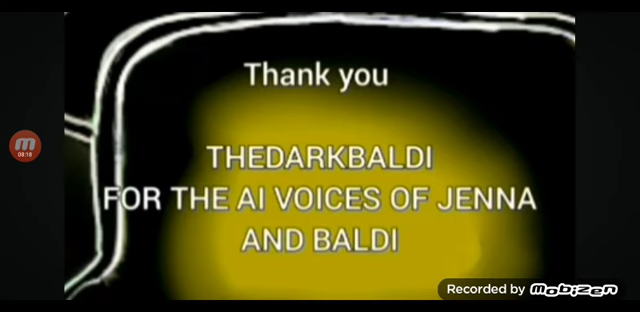 Thank you
THEDARKBALDI
FOR THE AI VOICES OF JENNA
AND BALDI
08:18
Recorded by mobizen